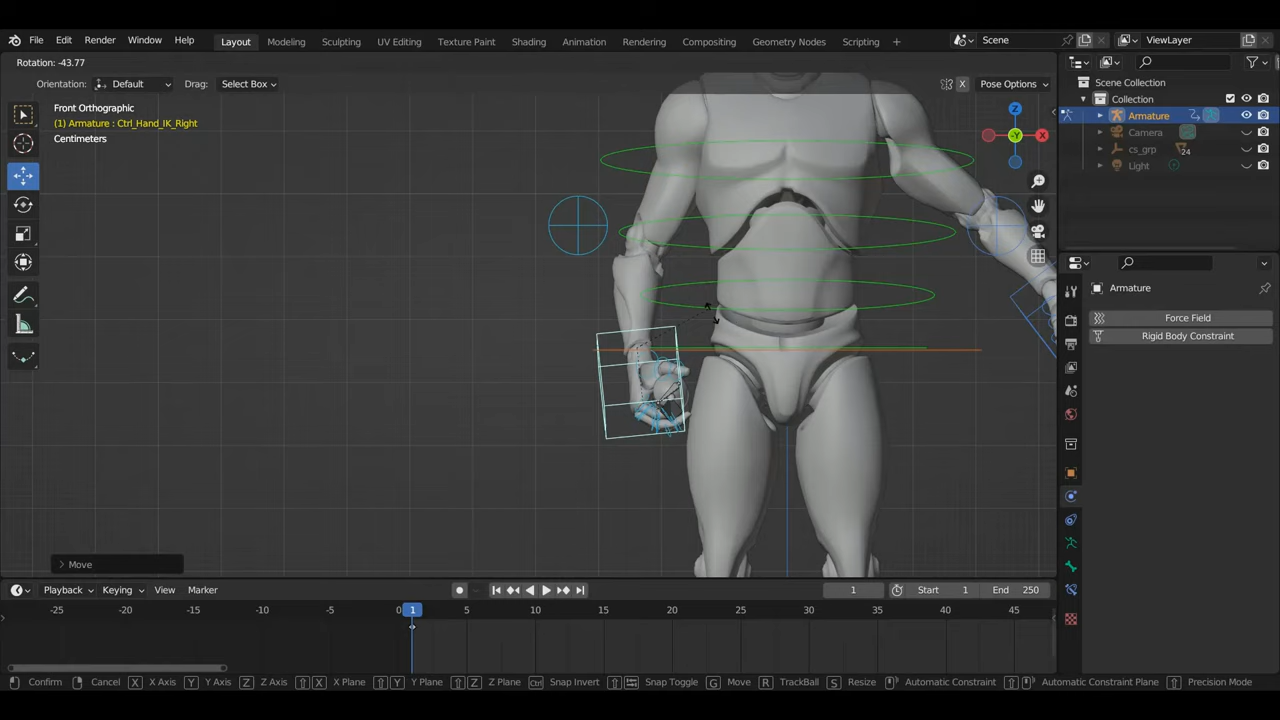 File Edit Render Window Help Layout Modeling Sculpting UV Editing Texture Paint Shading Animation Rendering Compositing Geometry Nodes Scripting + Scene ViewLayer
Rotation: -43.77
Orientation: Default Drag: Select Box X Pose Options
Scene Collection
Collection
Armature
Camera
cs_grp 24
Light
Front Orthographic
(1) Armature : Ctrl_Hand_IK_Right
Centimeters
Z
-Y
X
Armature
Force Field
Rigid Body Constraint
Move
Playback Keying View Marker 1 Start 1 End 250
-25 -20 -15 -10 -5 0 1 5 10 15 20 25 30 35 40 45
Confirm Cancel X X Axis Y Y Axis Z Z Axis X X Plane Y Y Plane Z Z Plane Ctrl Snap Invert Snap Toggle G Move R TrackBall S Resize Automatic Constraint Automatic Constraint Plane Precision Mode